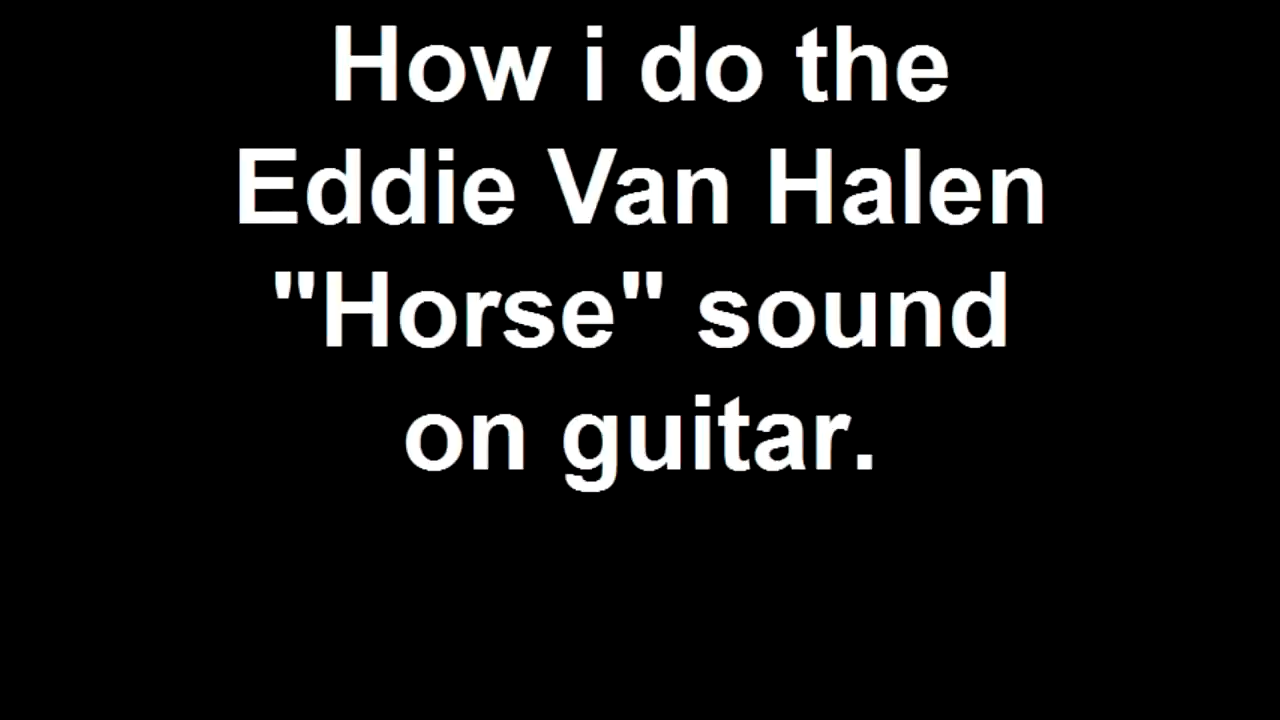 How i do the
Eddie Van Halen
"Horse" sound
on guitar.